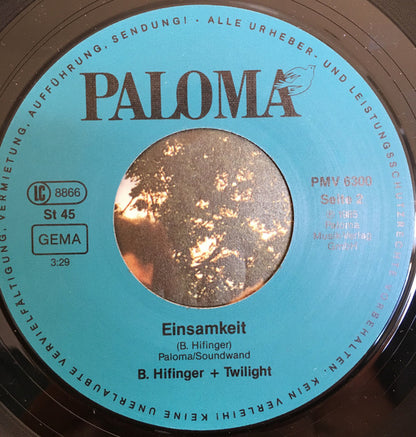 VERMIETUNG, AUFFÜHRUNG, SENDUNG! · ALLE URHEBER- UND LEISTUNGSSCHUTZRECHTE VORBEHALTEN. KEIN VERLEIH! KEINE UNERLAUBTE VERVIELFÄLTIGUNG,
PALOMA
LC 8866
St 45
GEMA
3:29
PMV 6300
Seite
Einsamkeit
(B. Hifinger)
Paloma/Soundwand
B. Hifinger + Twilight